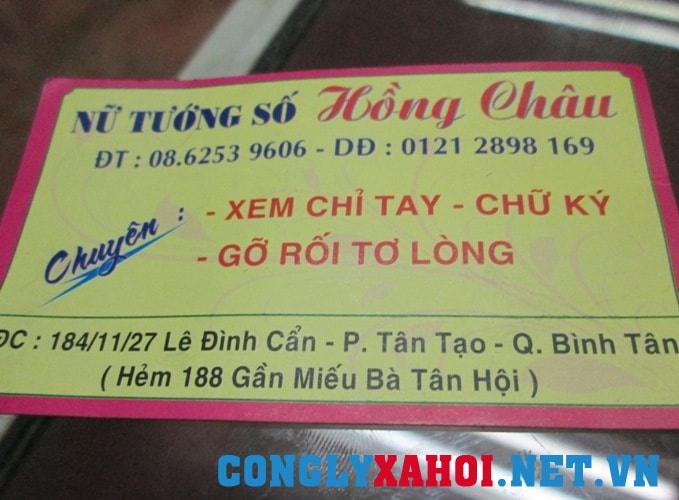 NỮ TƯỚNG SỐ Hồng Châu
ĐT : 08.6253 9606 - DĐ : 0121 2898 169
Chuyên : - XEM CHỈ TAY - CHỮ KÝ
- GỠ RỐI TƠ LÒNG
ĐC : 184/11/27 Lê Đình Cẩn - P. Tân Tạo - Q. Bình Tân
( Hẻm 188 Gần Miếu Bà Tân Hội )
CONGLYXAHOI.NET.VN